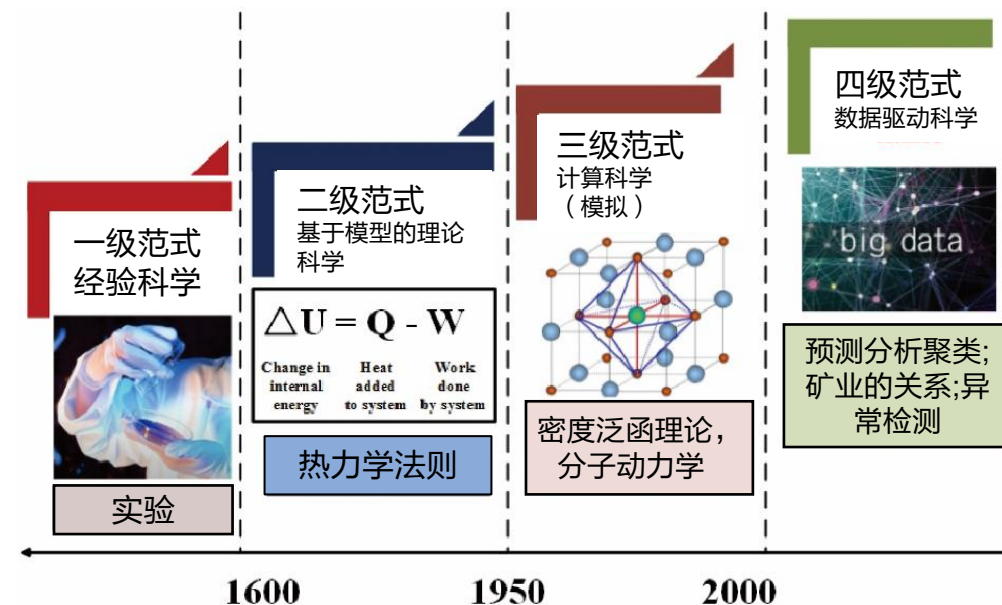 一级范式
经验科学
实验
二级范式
基于模型的理论
科学
△U = Q - W
Change in internal energy
Heat added to system
Work done by system
热力学法则
三级范式
计算科学
（模拟）
密度泛函理论，
分子动力学
四级范式
数据驱动科学
big data
预测分析聚类;
矿业的关系;异
常检测
1600
1950
2000